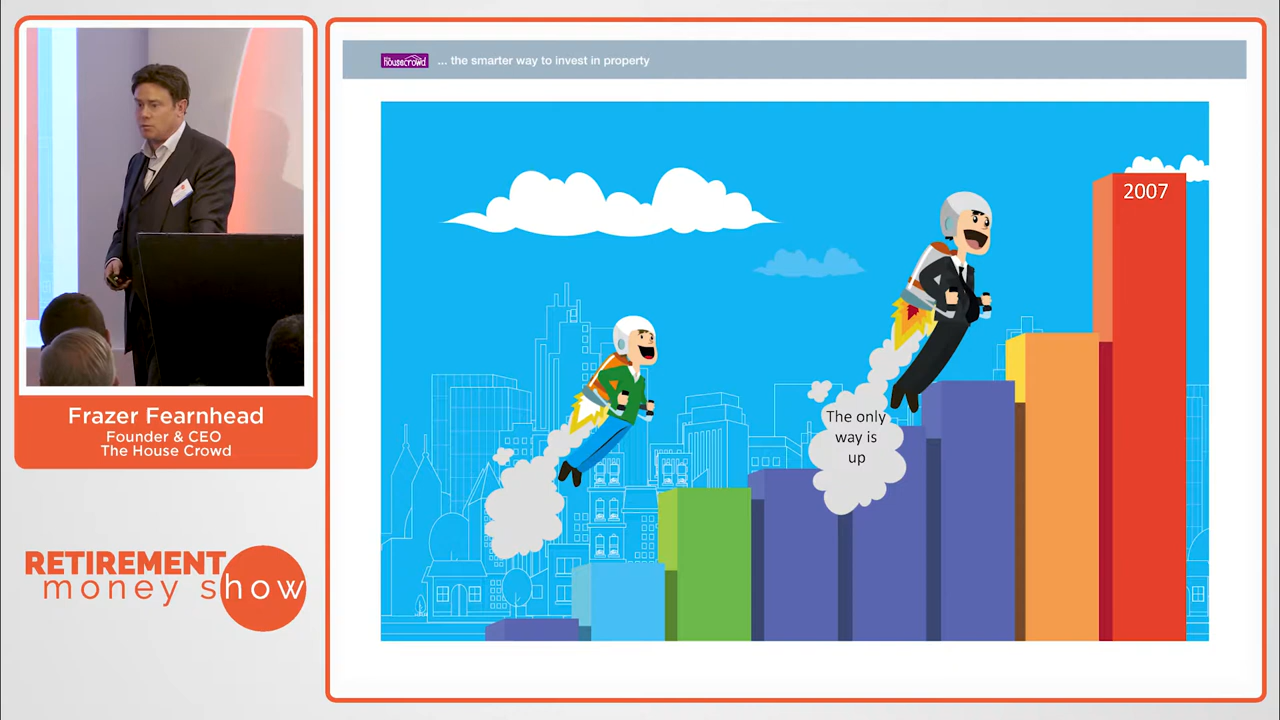 Frazer Fearnhead
Founder & CEO
The House Crowd
RETIREMENT
money show
housecrowd
... the smarter way to invest in property
2007
The only
way is
up